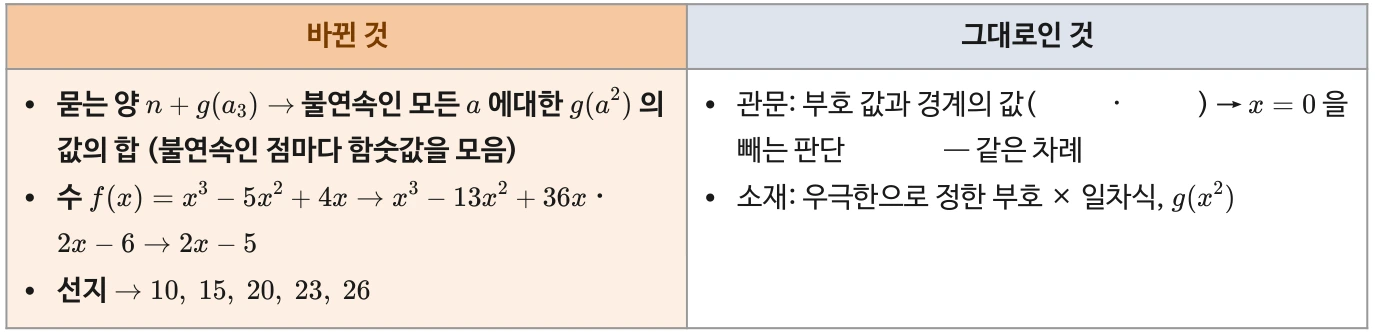 바뀐 것
그대로인 것
• 묻는 양 n + g(a₃) → 불연속인 모든 a 에대한 g(a²) 의
값의 합 (불연속인 점마다 함숫값을 모음)
• 수 f(x) = x³ − 5x² + 4x → x³ − 13x² + 36x ·
2x − 6 → 2x − 5
• 선지 → 10, 15, 20, 23, 26
• 관문: 부호 값과 경계의 값( · ) → x = 0 을
빼는 판단 — 같은 차례
• 소재: 우극한으로 정한 부호 × 일차식, g(x²)